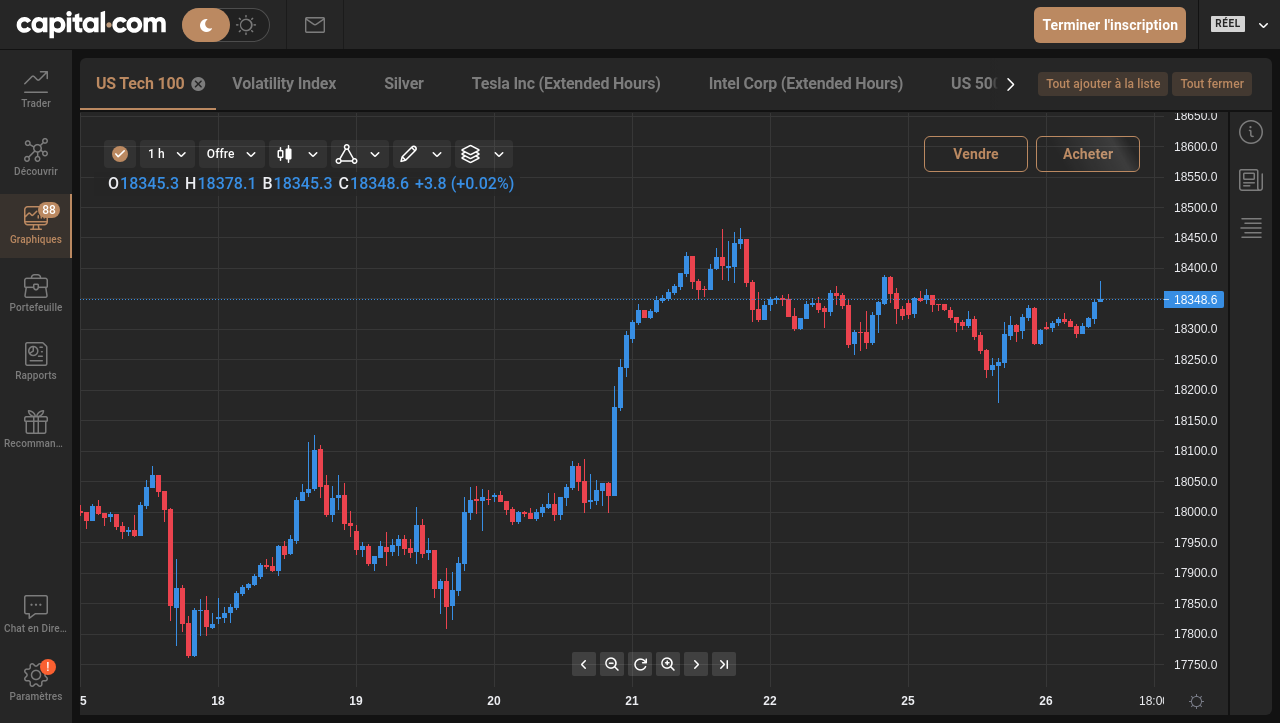 capital.com
Terminer l'inscription
RÉEL
Trader
Découvrir
88
Graphiques
Portefeuille
Rapports
Recomman...
Chat en Dire...
!
Paramètres
US Tech 100
Volatility Index
Silver
Tesla Inc (Extended Hours)
Intel Corp (Extended Hours)
US 500
Tout ajouter à la liste
Tout fermer
1 h
Offre
Vendre
Acheter
O18345.3 H18378.1 B18345.3 C18348.6 +3.8 (+0.02%)
18650.0
18600.0
18550.0
18500.0
18450.0
18400.0
18348.6
18300.0
18250.0
18200.0
18150.0
18100.0
18050.0
18000.0
17950.0
17900.0
17850.0
17800.0
17750.0
5 18 19 20 21 22 25 26 18:00